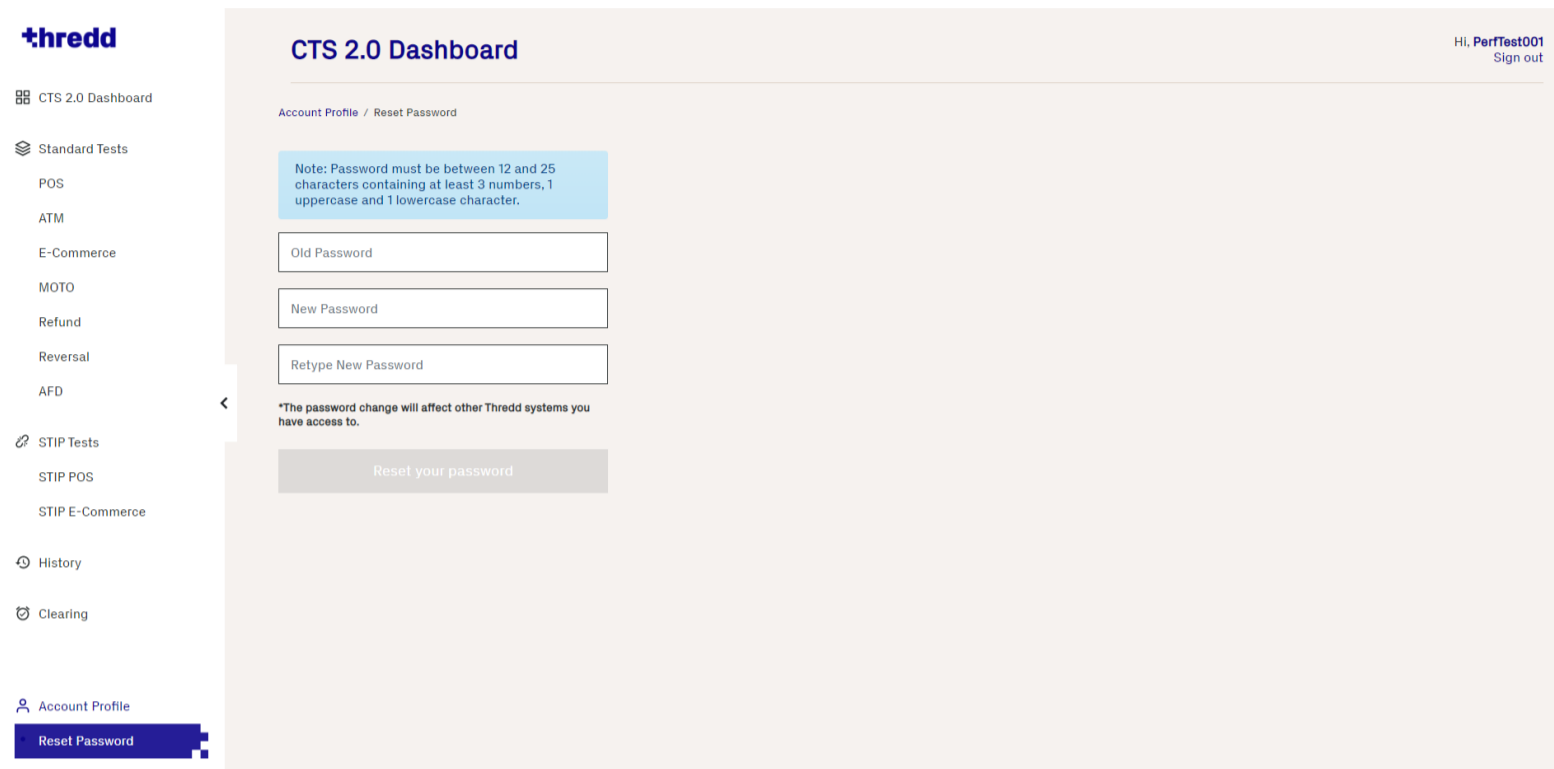 thredd
CTS 2.0 Dashboard
Standard Tests
POS
ATM
E-Commerce
MOTO
Refund
Reversal
AFD
STIP Tests
STIP POS
STIP E-Commerce
History
Clearing
Account Profile
Reset Password
CTS 2.0 Dashboard
Hi, PerfTest001
Sign out
Account Profile / Reset Password
Note: Password must be between 12 and 25
characters containing at least 3 numbers, 1
uppercase and 1 lowercase character.
Old Password
New Password
Retype New Password
*The password change will affect other Thredd systems you
have access to.
Reset your password